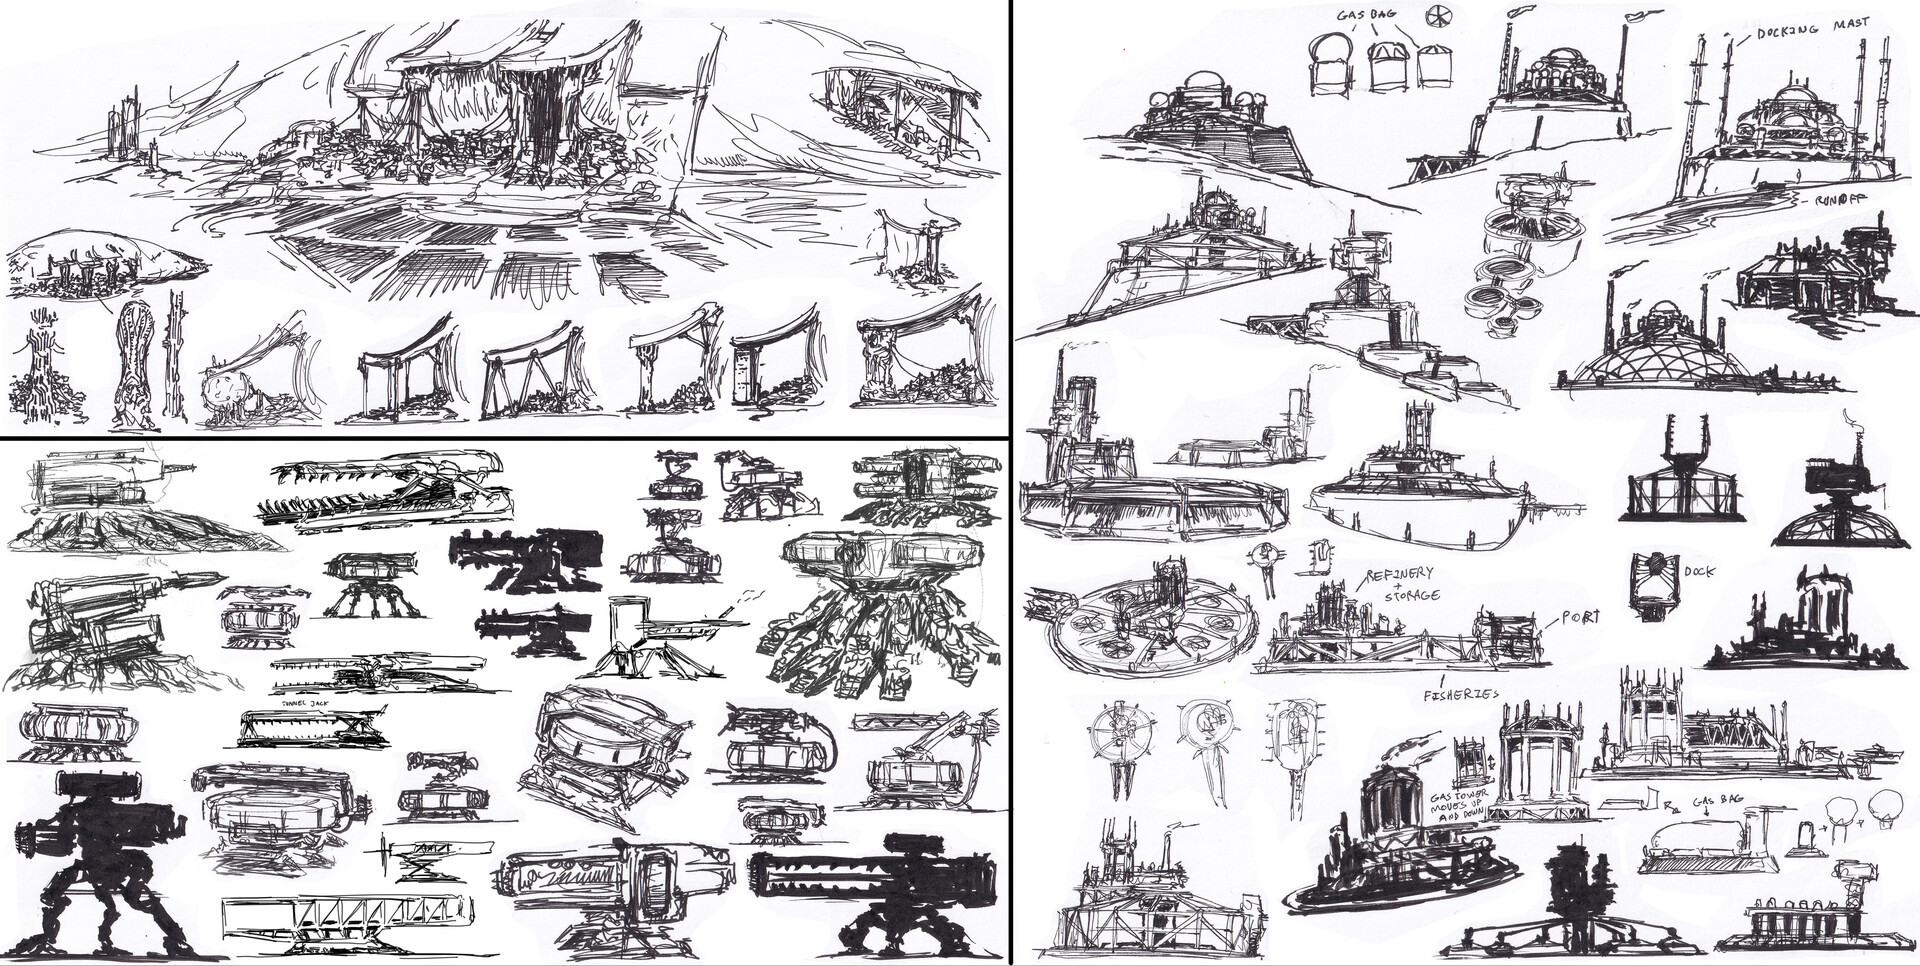 GAS BAG
DOCKING MAST
RUNOFF
DOCK
REFINERY
+
STORAGE
PORT
FISHERIES
TUNNEL JACK
GAS TOWER
MOVES UP
AND DOWN
GAS BAG